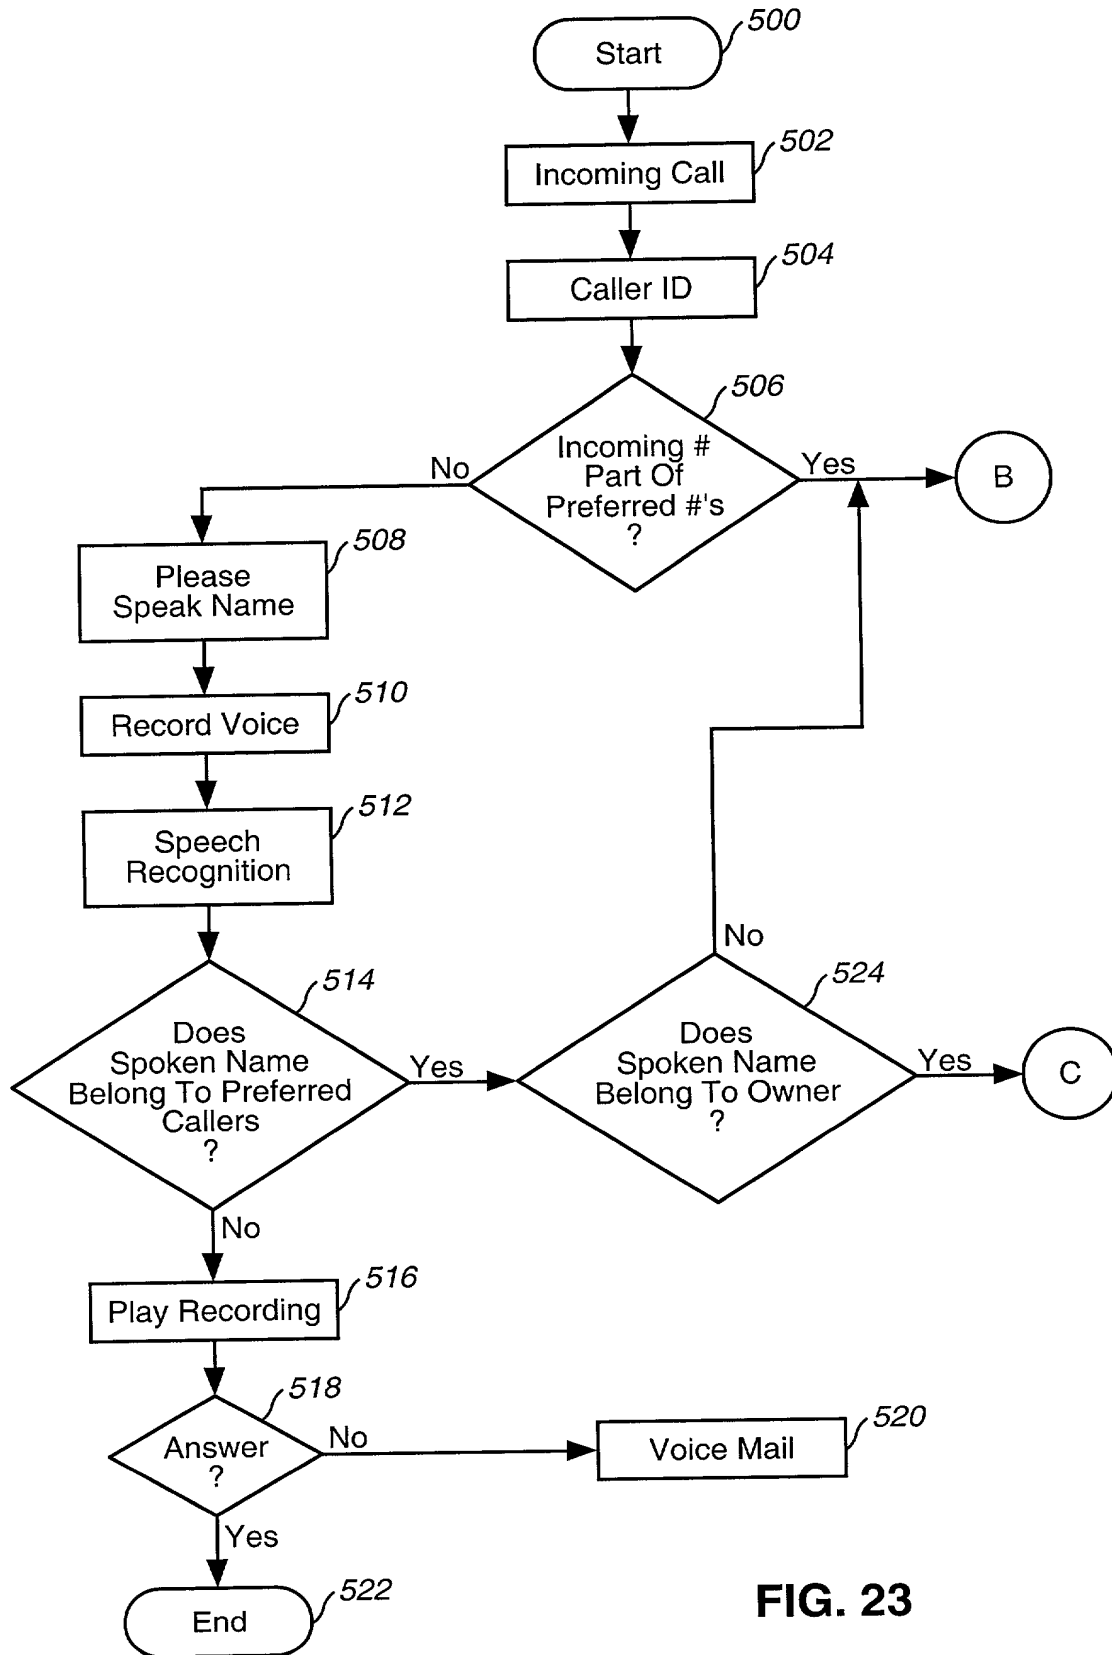 500
Start
502
Incoming Call
504
Caller ID
506
Incoming #
Part Of
Preferred #'s
?
No
Yes
B
508
Please
Speak Name
510
Record Voice
512
Speech
Recognition
514
Does
Spoken Name
Belong To Preferred
Callers
?
Yes
No
524
Does
Spoken Name
Belong To Owner
?
No
Yes
C
516
Play Recording
518
Answer
?
No
520
Voice Mail
Yes
522
End
FIG. 23